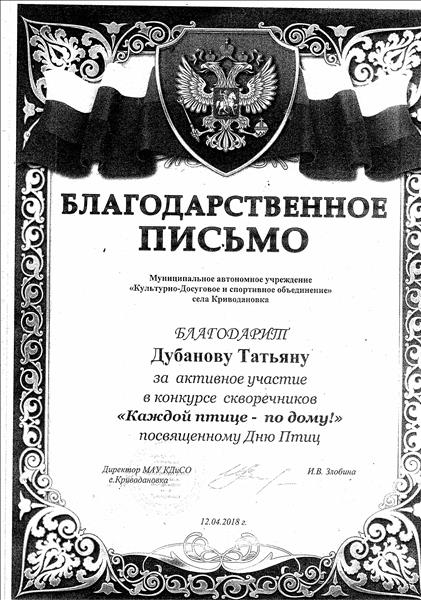 БЛАГОДАРСТВЕННОЕ
ПИСЬМО
Муниципальное автономное учреждение
«Культурно-Досуговое и спортивное объединение»
села Криводановка
БЛАГОДАРИТ
Дубанову Татьяну
за активное участие
в конкурсе скворечников
«Каждой птице - по дому!»
посвященному Дню Птиц
Директор МАУ КДиСО
с.Криводановка
И.В. Злобина
12.04.2018 г.